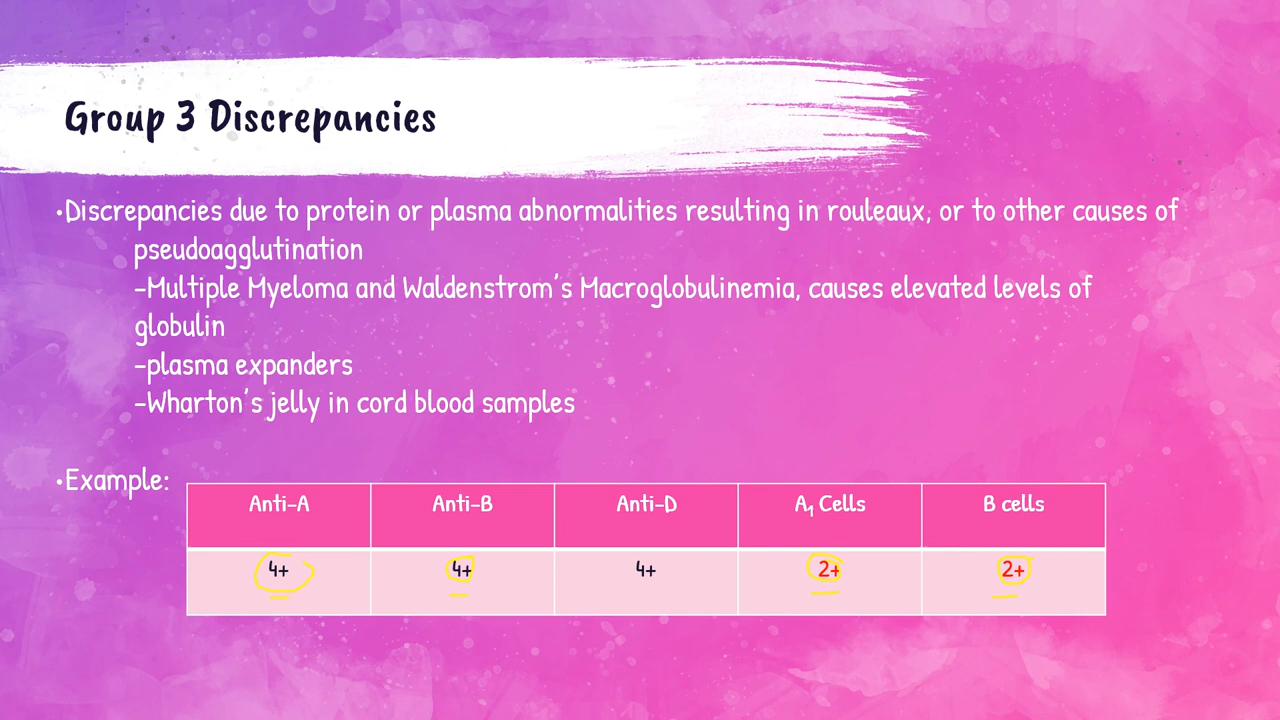 Group 3 Discrepancies
•Discrepancies due to protein or plasma abnormalities resulting in rouleaux, or to other causes of
pseudoagglutination
-Multiple Myeloma and Waldenstrom's Macroglobulinemia, causes elevated levels of
globulin
-plasma expanders
-Wharton's jelly in cord blood samples
•Example:
Anti-A Anti-B Anti-D A₁ Cells B cells
4+ 4+ 4+ 2+ 2+